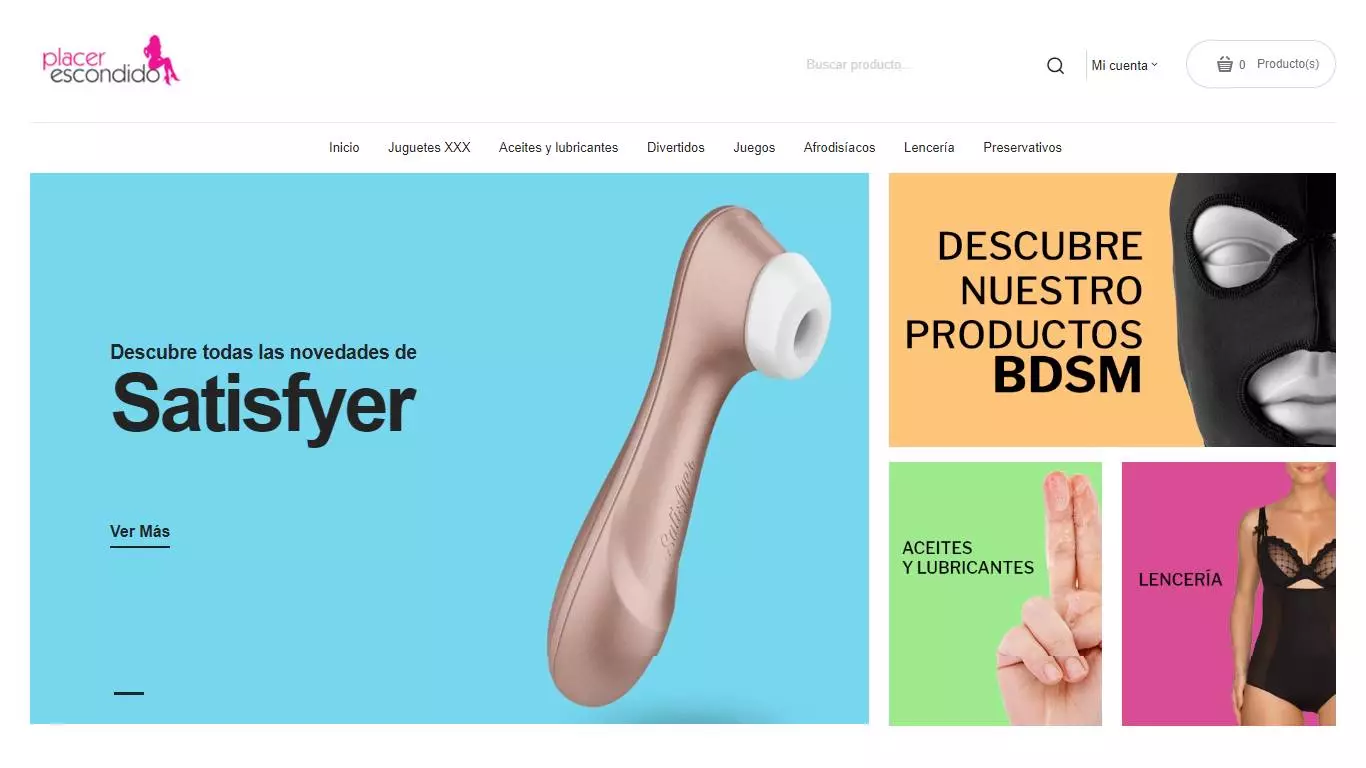 placer
escondido
Buscar producto...
Mi cuenta
0 Producto(s)
Inicio Juguetes XXX Aceites y lubricantes Divertidos Juegos Afrodisíacos Lencería Preservativos
Descubre todas las novedades de
Satisfyer
Ver Más
Satisfyer
DESCUBRE
NUESTRO
PRODUCTOS
BDSM
ACEITES
Y LUBRICANTES
LENCERÍA